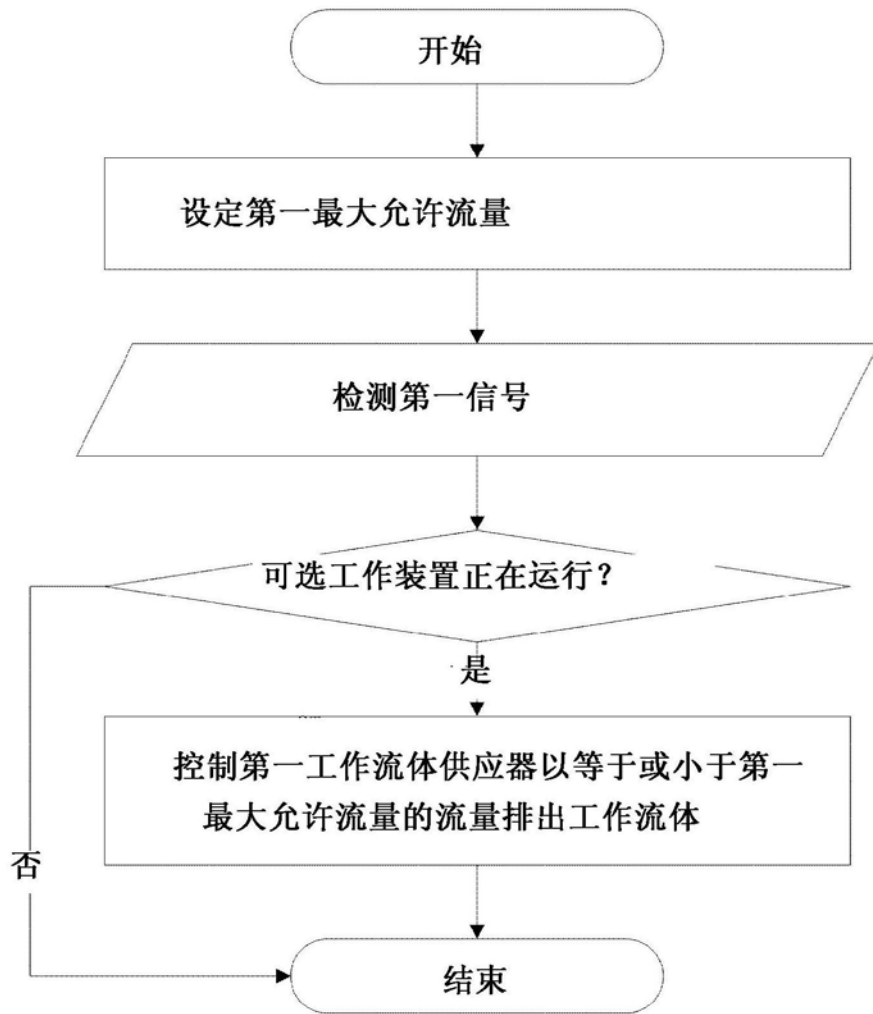 开始
设定第一最大允许流量
检测第一信号
可选工作装置正在运行？
是
控制第一工作流体供应器以等于或小于第一
最大允许流量的流量排出工作流体
否
结束